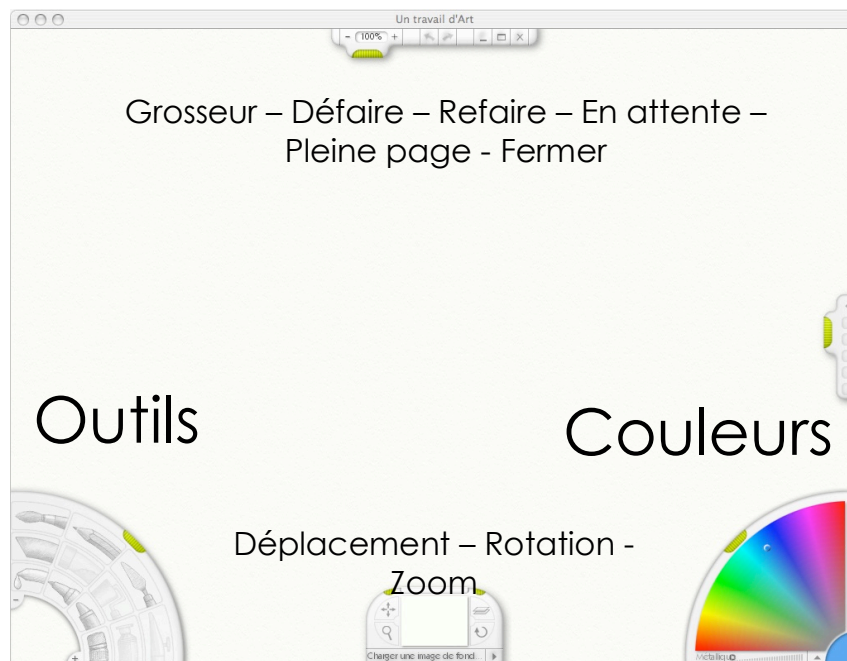 Un travail d'Art
- 100% +
Grosseur – Défaire – Refaire – En attente –
Pleine page - Fermer
Outils
Couleurs
Déplacement – Rotation -
Zoom
Charger une image de fond
Métallique